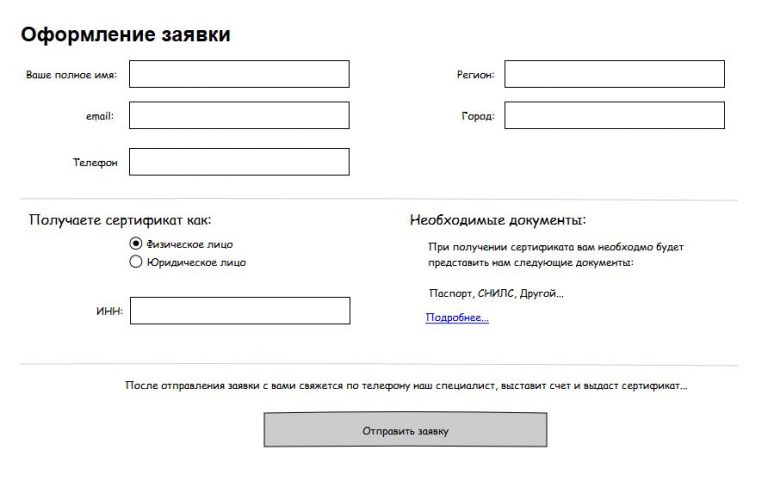 Оформление заявки
Ваше полное имя:
Регион:
email:
Город:
Телефон
Получаете сертификат как:
Физическое лицо
Юридическое лицо
ИНН:
Необходимые документы:
При получении сертификата вам необходмо будет
представить нам следующие документы:
Паспорт, СНИЛС, Другой...
Подробнее...
После отправления заявки с вами свяжется по телефону наш специалист, выставит счет и выдаст сертификат...
Отправить заявку